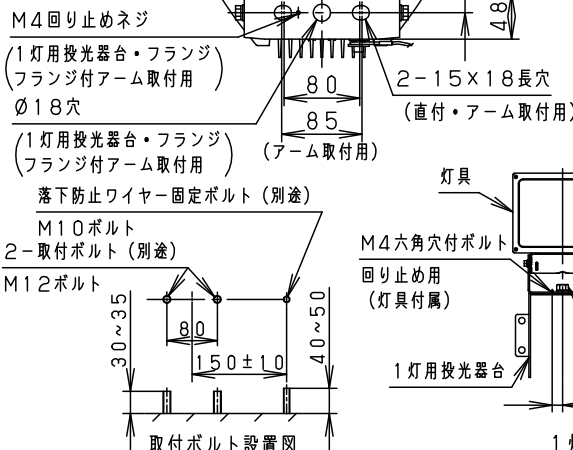 M4回り止めネジ
(1灯用投光器台・フランジ
フランジ付アーム取付用)
Ø18穴
(1灯用投光器台・フランジ
フランジ付アーム取付用)
80
85
(アーム取付用)
48
2-15×18長穴
(直付・アーム取付用)
落下防止ワイヤー固定ボルト(別途)
M10ボルト
2-取付ボルト(別途)
M12ボルト
30~35
80
150±10
40~50
取付ボルト設置図
灯具
M4六角穴付ボルト
回り止め用
(灯具付属)
1灯用投光器台
1